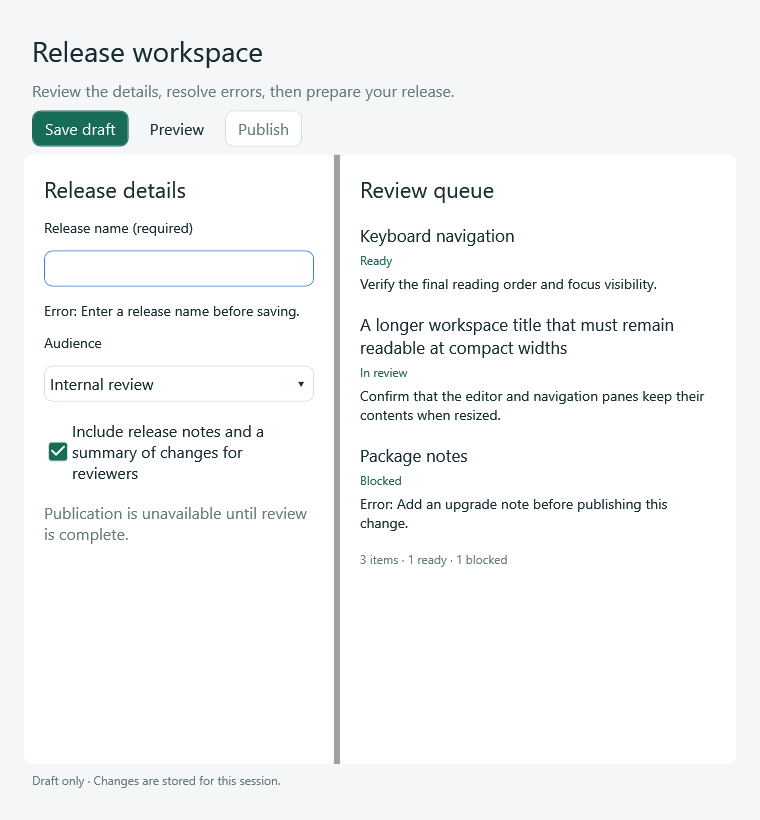 Release workspace
Review the details, resolve errors, then prepare your release.
Save draft
Preview
Publish
Release details
Release name (required)
Error: Enter a release name before saving.
Audience
Internal review
Include release notes and a
summary of changes for
reviewers
Publication is unavailable until review
is complete.
Review queue
Keyboard navigation
Ready
Verify the final reading order and focus visibility.
A longer workspace title that must remain
readable at compact widths
In review
Confirm that the editor and navigation panes keep their
contents when resized.
Package notes
Blocked
Error: Add an upgrade note before publishing this
change.
3 items · 1 ready · 1 blocked
Draft only · Changes are stored for this session.